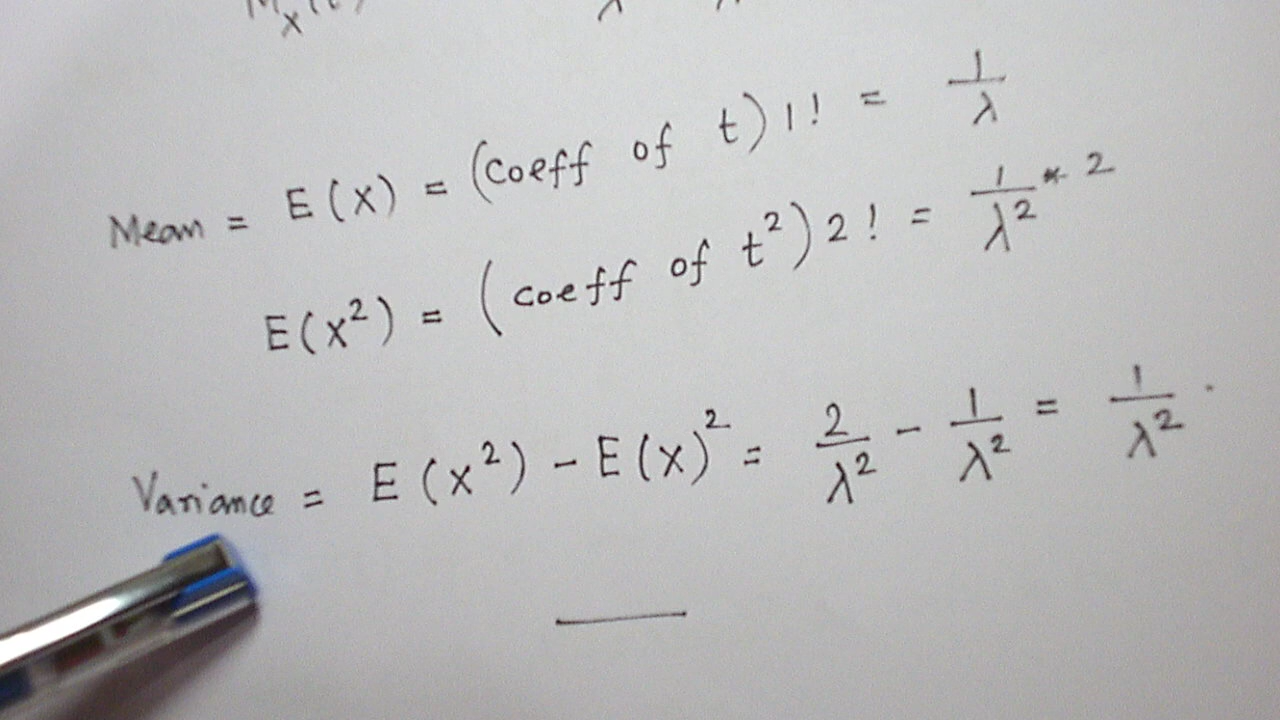 Mean = E(x) = (coeff of t) 1! = 1/λ
E(x²) = (coeff of t²) 2! = 1/λ² * 2
Variance = E(x²) - E(x)² = 2/λ² - 1/λ² = 1/λ².